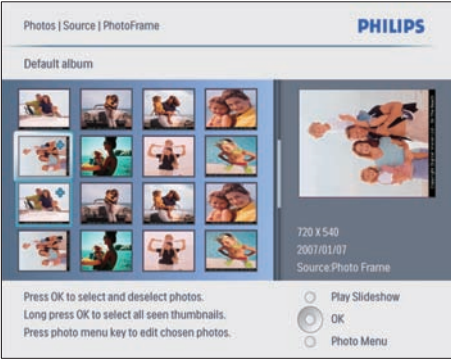 Photos | Source | PhotoFrame
PHILIPS
Default album
720 X 540
2007/01/07
Source:Photo Frame
Press OK to select and deselect photos.
Long press OK to select all seen thumbnails.
Press photo menu key to edit chosen photos.
Play Slideshow
OK
Photo Menu